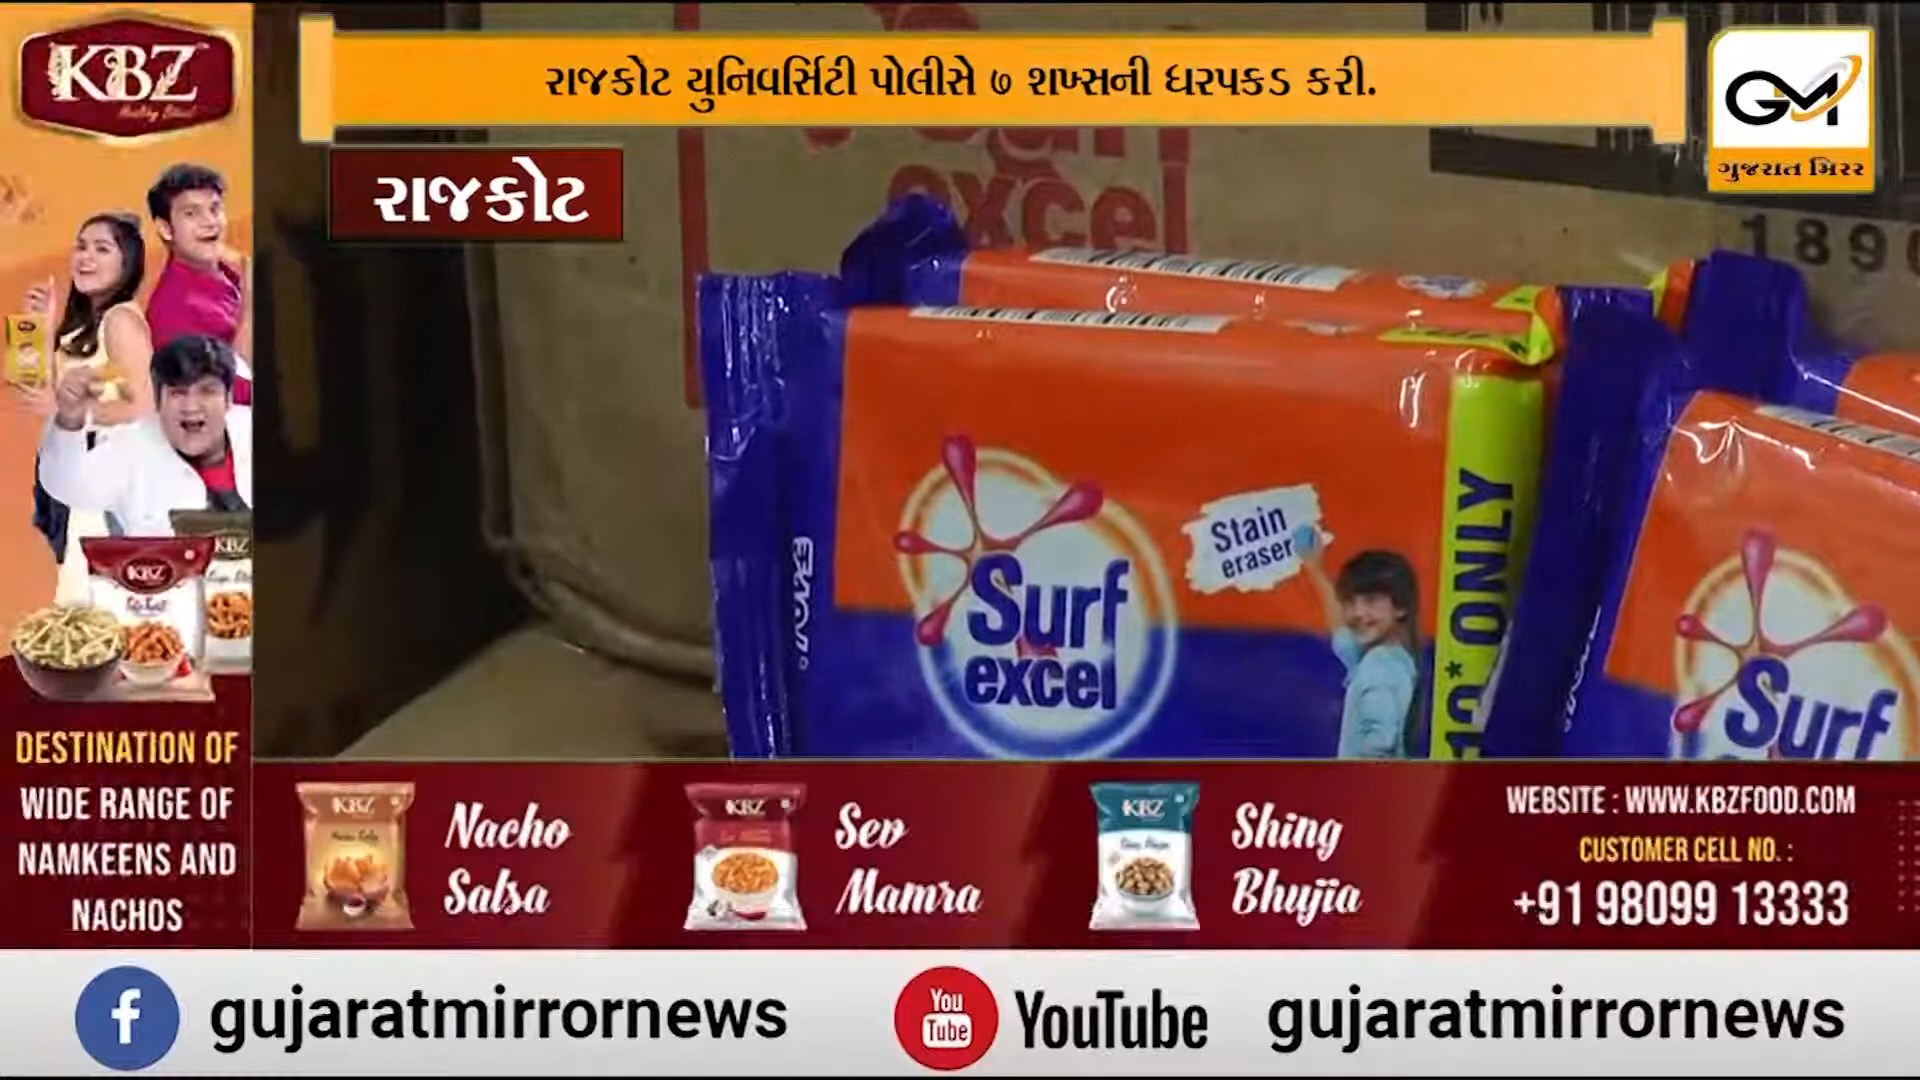 KBZ
રાજકોટ યુનિવર્સિટી પોલીસે ૭ શખ્સની ધરપકડ કરી.
GM
ગુજરાત મિરર
રાજકોટ
excel
189
Stain
eraser
Surf
excel
ONLY
Surf
KBZ
KBZ
DESTINATION OF
WIDE RANGE OF
NAMKEENS AND
NACHOS
KBZ
Nacho
Salsa
KBZ
Sev
Mamra
KBZ
Shing
Bhujia
WEBSITE : WWW.KBZFOOD.COM
CUSTOMER CELL NO. :
+91 98099 13333
f gujaratmirrornews
You
Tube
YouTube gujaratmirrornews